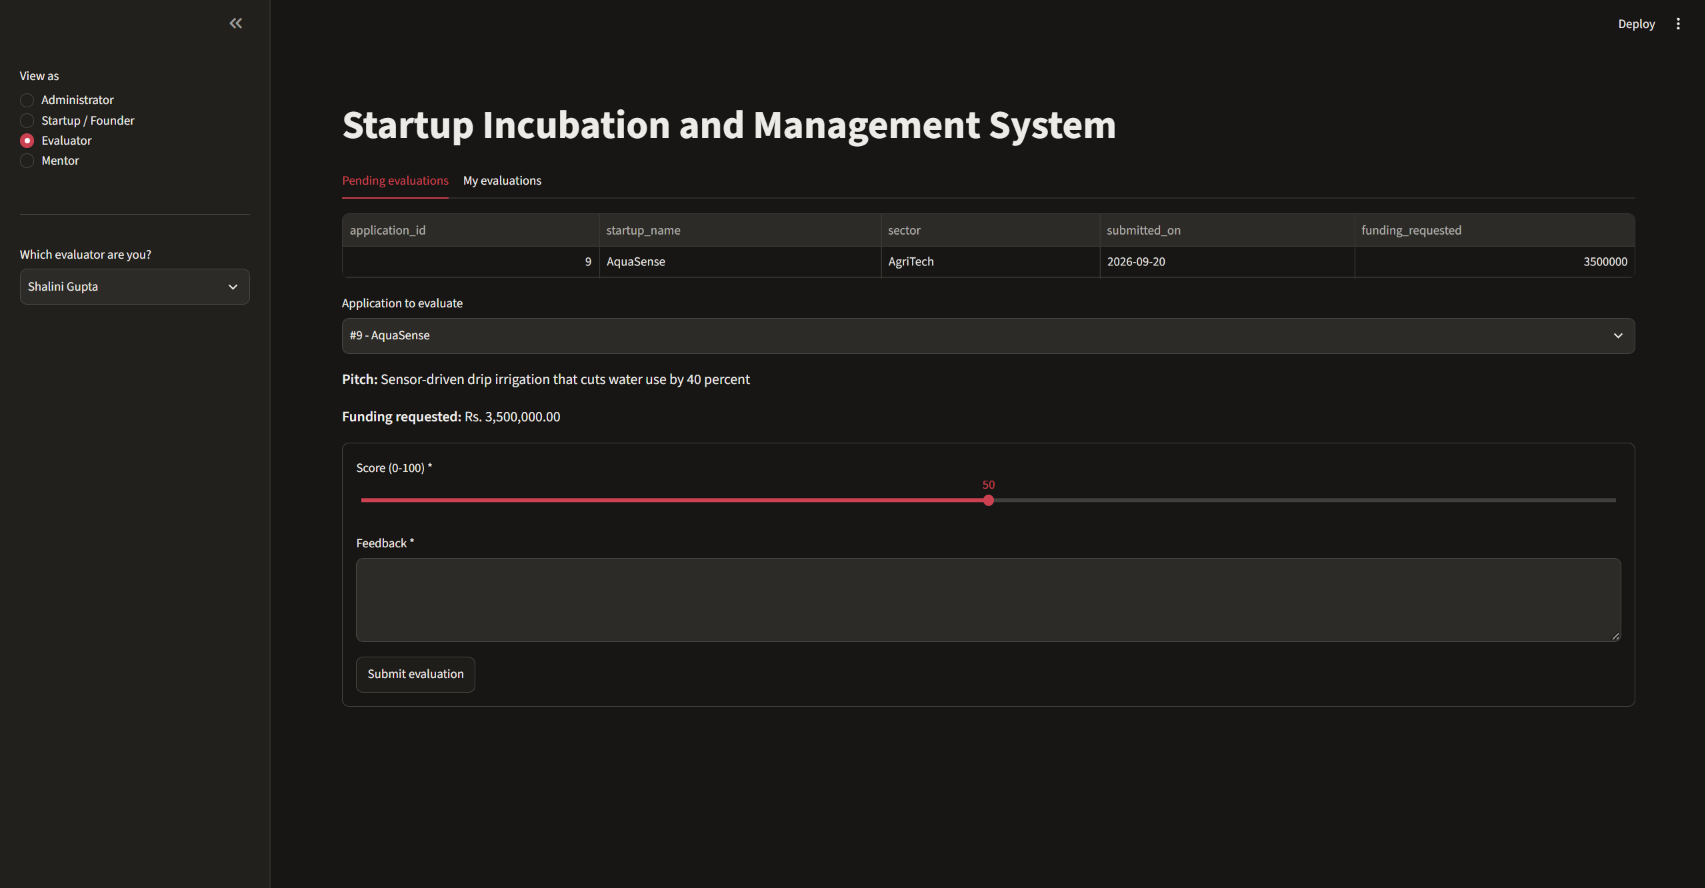 Deploy
View as
Administrator
Startup / Founder
Evaluator
Mentor
Which evaluator are you?
Shalini Gupta
Startup Incubation and Management System
Pending evaluations My evaluations
application_id startup_name sector submitted_on funding_requested
9 AquaSense AgriTech 2026-09-20 3500000
Application to evaluate
#9 - AquaSense
Pitch: Sensor-driven drip irrigation that cuts water use by 40 percent
Funding requested: Rs. 3,500,000.00
Score (0-100) *
50
Feedback *
Submit evaluation